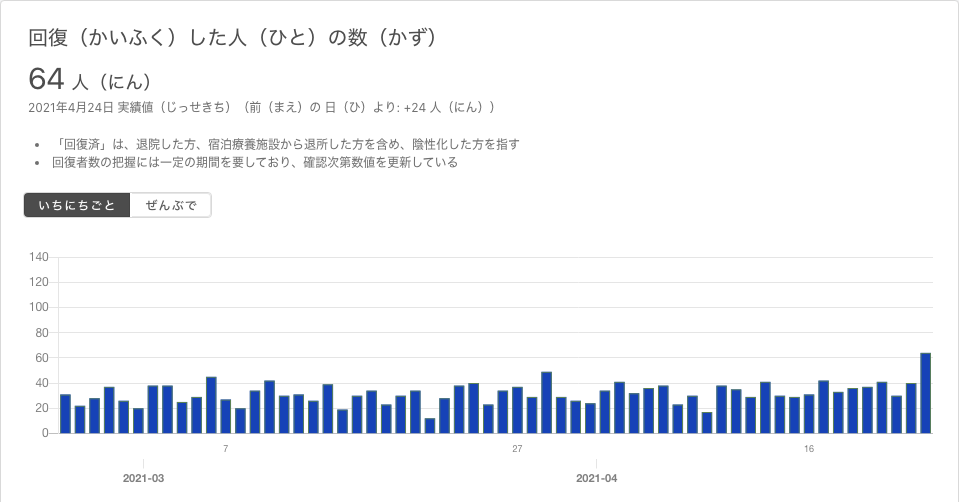 回復（かいふく）した人（ひと）の数（かず）
64 人（にん）
2021年4月24日 実績値（じっせきち）（前（まえ）の 日（ひ）より: +24 人（にん））
• 「回復済」は、退院した方、宿泊療養施設から退所した方を含め、陰性化した方を指す
• 回復者数の把握には一定の期間を要しており、確認次第数値を更新している
いちにちごと ぜんぶで
140
120
100
80
60
40
20
0
7 27 16
2021-03 2021-04